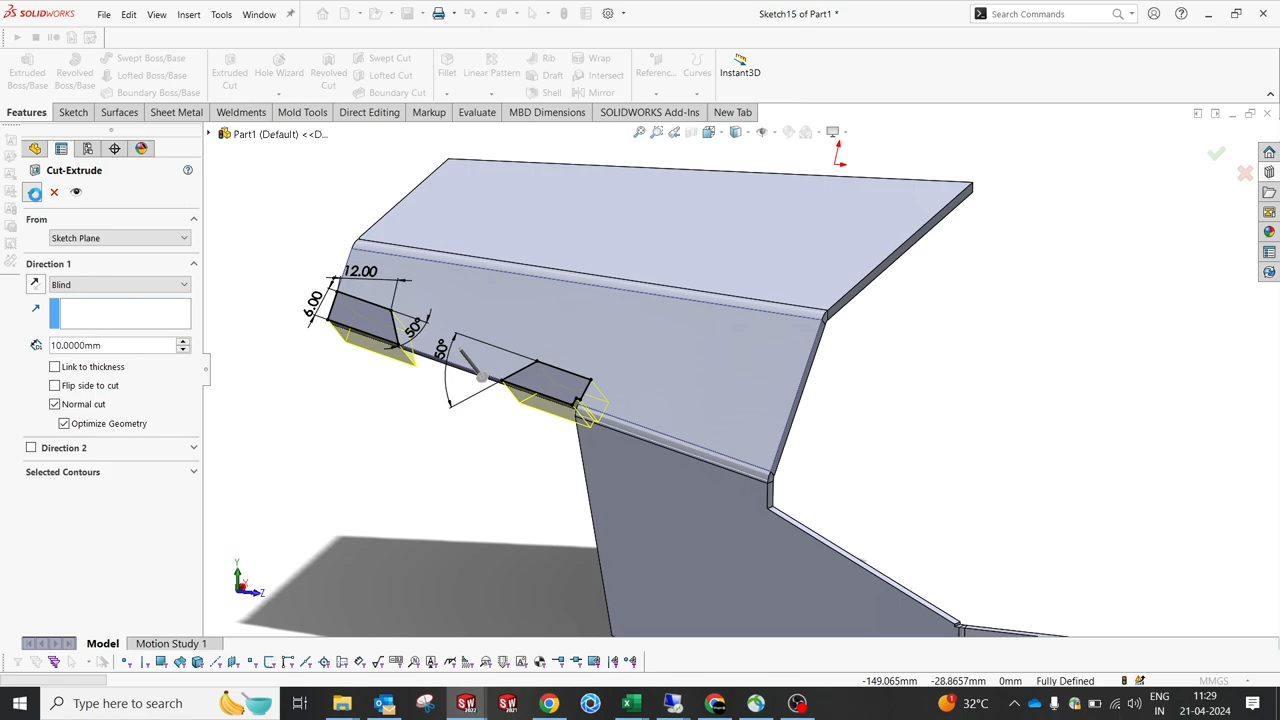 SOLIDWORKS File Edit View Insert Tools Window Sketch15 of Part1 * Search Commands
Extruded Boss/Base Revolved Boss/Base Swept Boss/Base Lofted Boss/Base Boundary Boss/Base Extruded Cut Hole Wizard Revolved Cut Swept Cut Lofted Cut Boundary Cut Fillet Linear Pattern Rib Draft Shell Wrap Intersect Mirror Referenc... Curves Instant3D
Features Sketch Surfaces Sheet Metal Weldments Mold Tools Direct Editing Markup Evaluate MBD Dimensions SOLIDWORKS Add-Ins New Tab
Part1 (Default) <<D...
Cut-Extrude
From
Sketch Plane
Direction 1
Blind
10.0000mm
Link to thickness
Flip side to cut
Normal cut
Optimize Geometry
Direction 2
Selected Contours
12.00
6.00
50°
50°
Y
X
Z
Model Motion Study 1
-149.065mm -28.8657mm 0mm Fully Defined MMGS
Type here to search
SW 2022
SW 2021
32°C
ENG
IN
11:29
21-04-2024